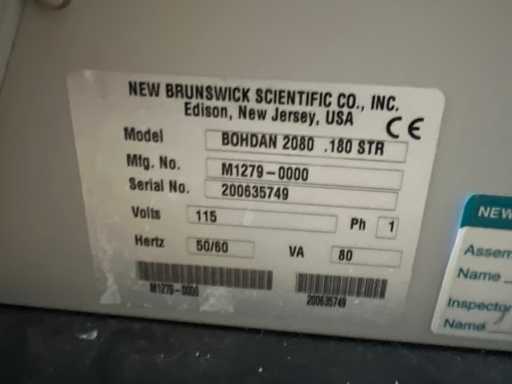 NEW BRUNSWICK SCIENTIFIC CO., INC.
Edison, New Jersey, USA
CE
Model BOHDAN 2080 .180 STR
Mfg. No. M1279-0000
Serial No. 200635749
Volts 115 Ph 1
Hertz 50/60 VA 80
M1279-0000 200635749
NEW
Assem
Name
Inspector
Name